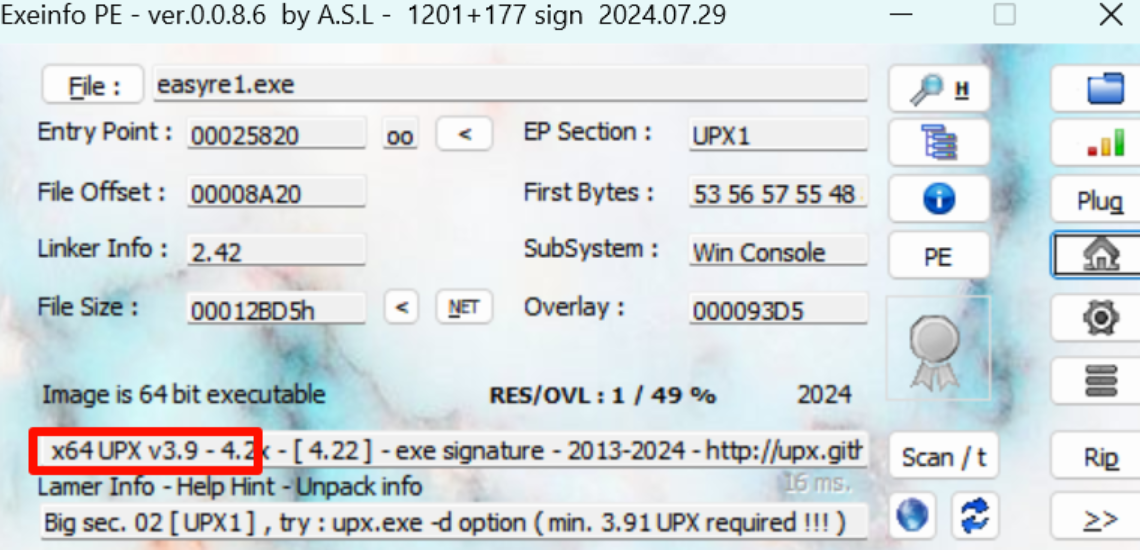 Exeinfo PE - ver.0.0.8.6 by A.S.L - 1201+177 sign 2024.07.29
File : easyre1.exe H
Entry Point : 00025820 oo < EP Section : UPX1
File Offset : 00008A20 First Bytes : 53 56 57 55 48 Plug
Linker Info : 2.42 SubSystem : Win Console PE
File Size : 00012BD5h < NET Overlay : 000093D5
Image is 64 bit executable RES/OVL : 1 / 49 % 2024
x64 UPX v3.9 - 4.2x - [ 4.22 ] - exe signature - 2013-2024 - http://upx.gith Scan / t Rip
Lamer Info - Help Hint - Unpack info 16 ms.
Big sec. 02 [ UPX1 ] , try : upx.exe -d option ( min. 3.91 UPX required !!! ) >>